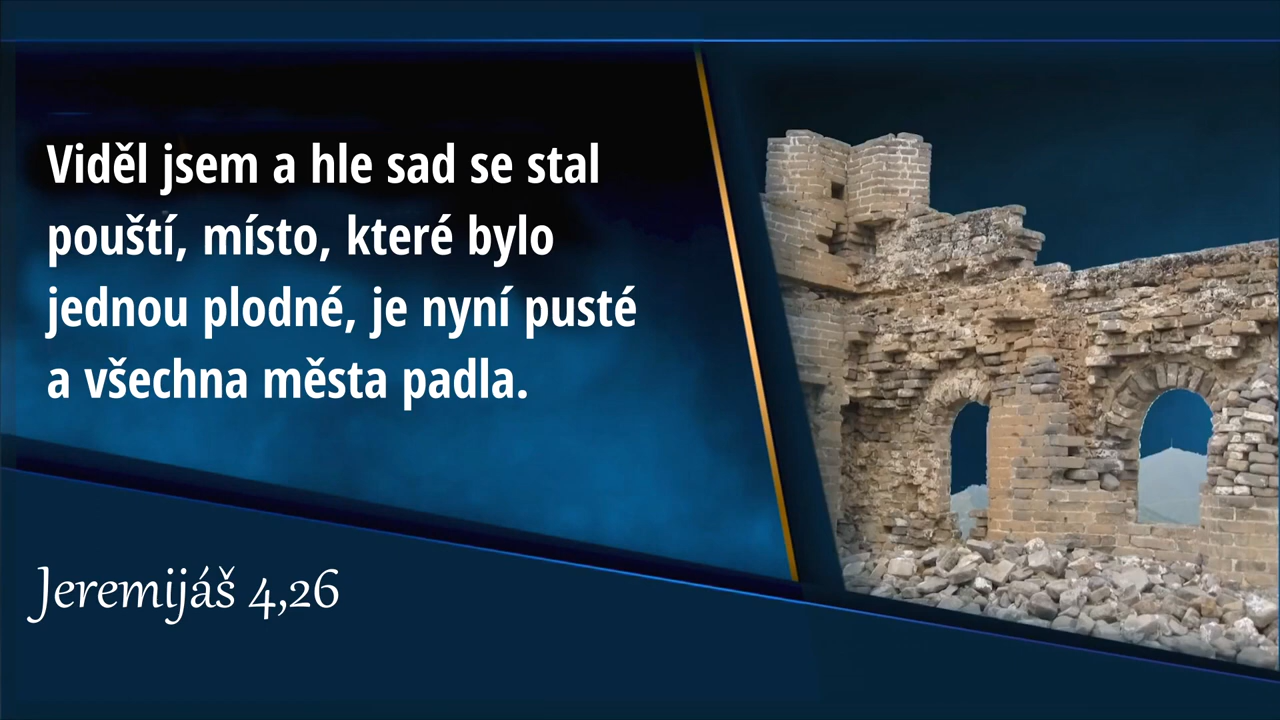 Viděl jsem a hle sad se stal
pouští, místo, které bylo
jednou plodné, je nyní pusté
a všechna města padla.
Jeremijáš 4,26